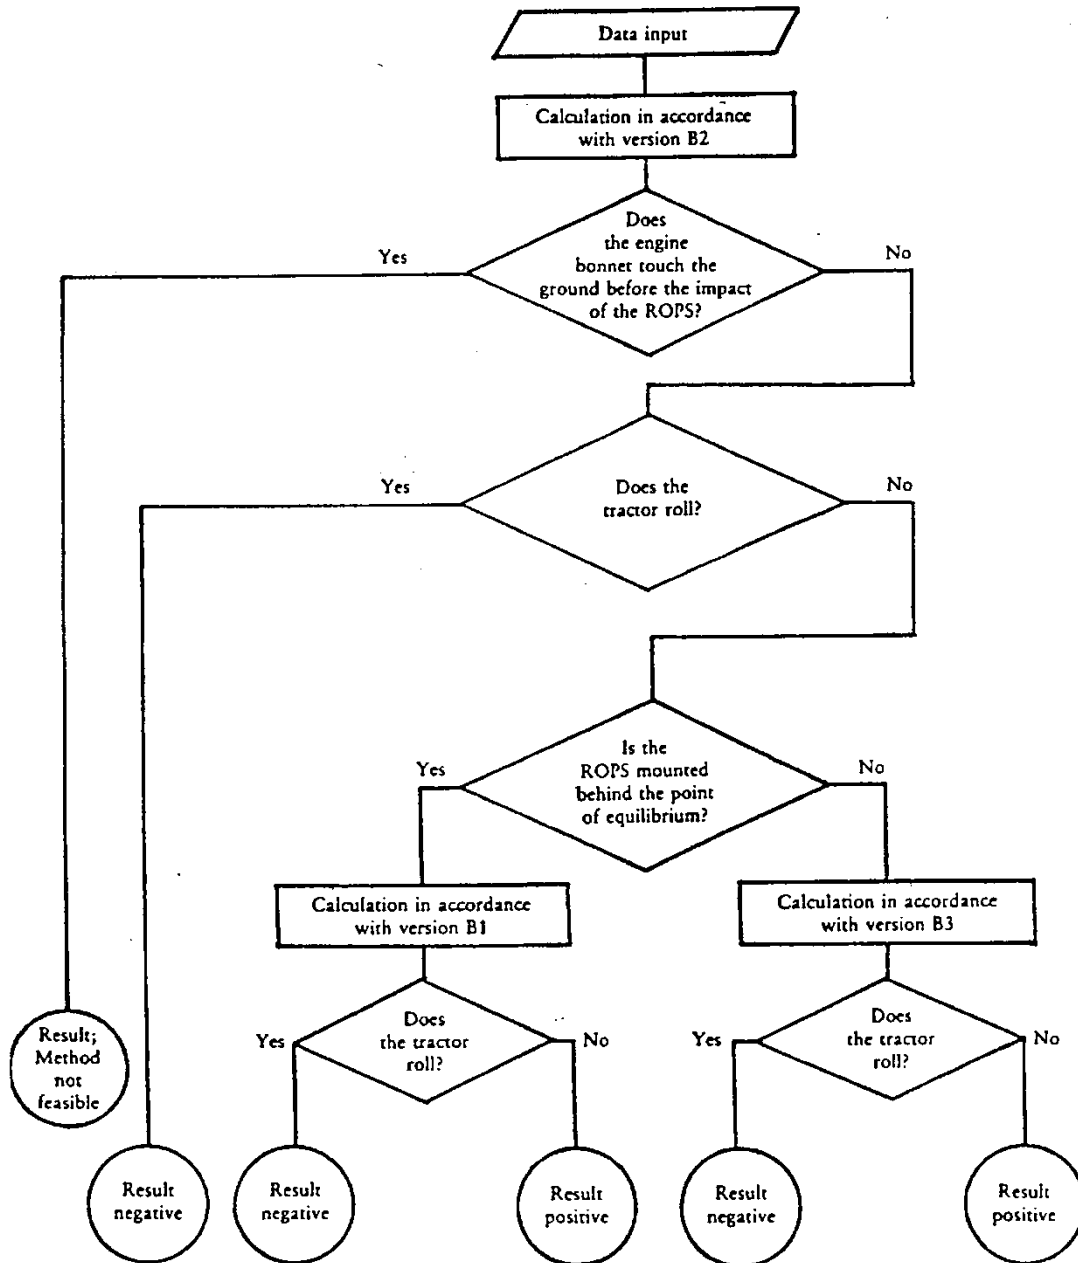 Data input
Calculation in accordance
with version B2
Does
the engine
bonnet touch the
ground before the impact
of the ROPS?
Yes
No
Does the
tractor roll?
Yes
No
Is the
ROPS mounted
behind the point
of equilibrium?
Yes
No
Calculation in accordance
with version B1
Calculation in accordance
with version B3
Does
the tractor
roll?
Yes
No
Does
the tractor
roll?
Yes
No
Result;
Method
not
feasible
Result
negative
Result
negative
Result
positive
Result
negative
Result
positive